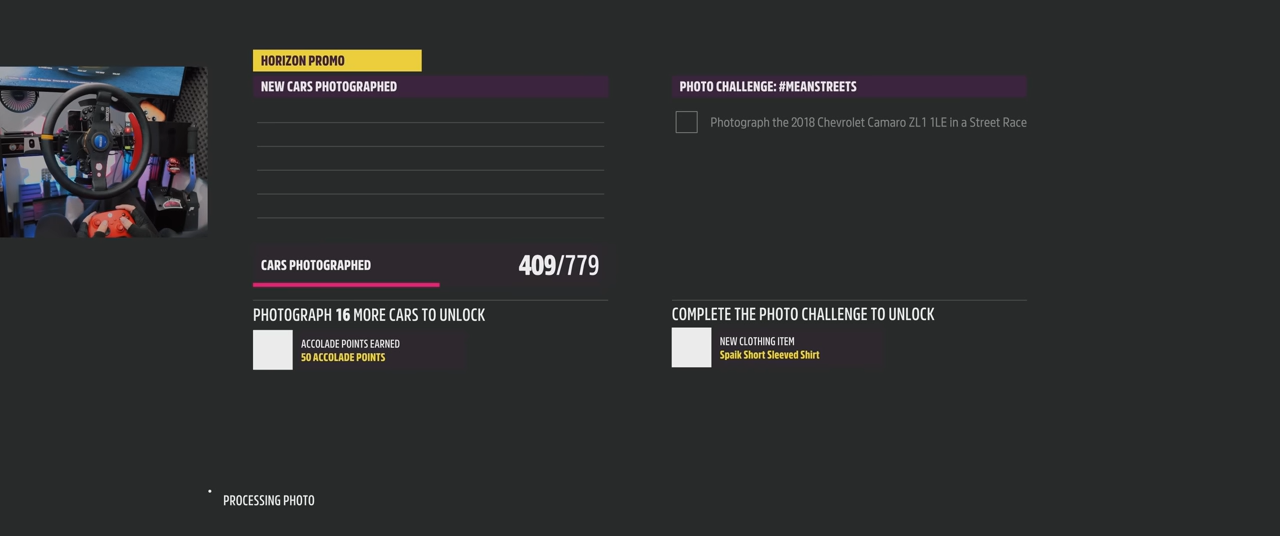 HORIZON PROMO
NEW CARS PHOTOGRAPHED
CARS PHOTOGRAPHED
409/779
PHOTOGRAPH 16 MORE CARS TO UNLOCK
ACCOLADE POINTS EARNED
50 ACCOLADE POINTS
PHOTO CHALLENGE: #MEANSTREETS
Photograph the 2018 Chevrolet Camaro ZL1 1LE in a Street Race
COMPLETE THE PHOTO CHALLENGE TO UNLOCK
NEW CLOTHING ITEM
Spaik Short Sleeved Shirt
PROCESSING PHOTO